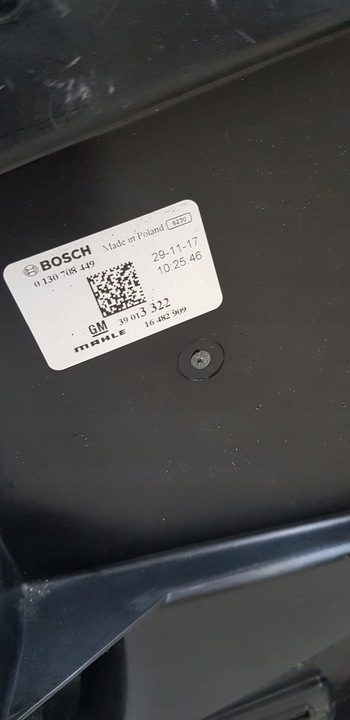 BOSCH Made in Poland 6230
0 130 708 449
29-11-17
10:25:46
GM 39 013 322
MAHLE 16 482 909